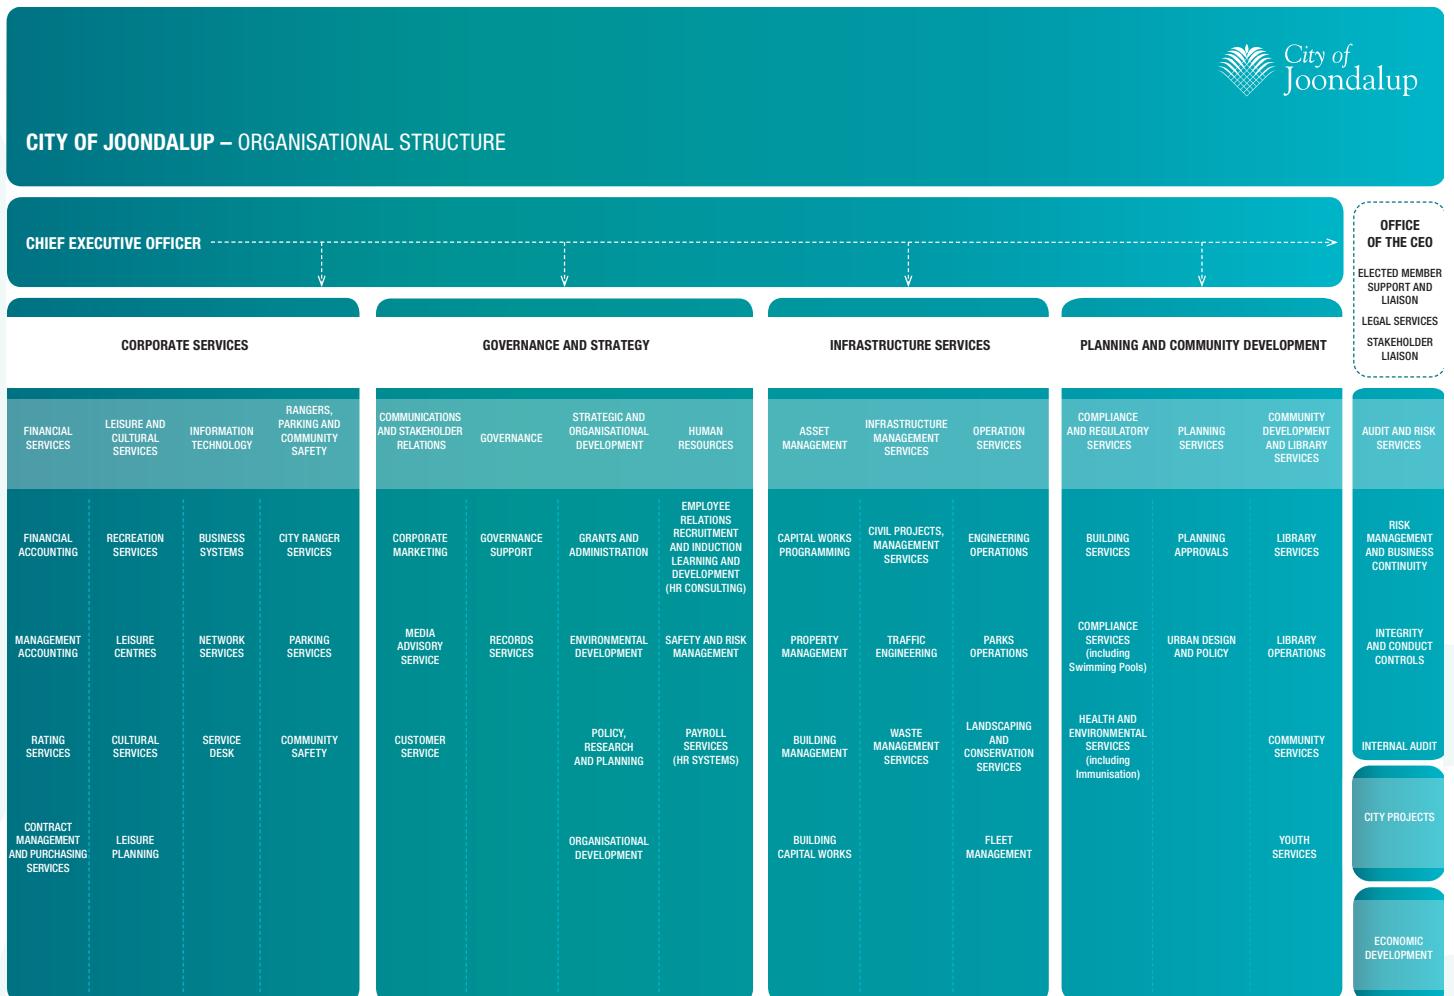 City of
Joondalup
CITY OF JOONDALUP – ORGANISATIONAL STRUCTURE
CHIEF EXECUTIVE OFFICER
OFFICE
OF THE CEO
ELECTED MEMBER
SUPPORT AND
LIAISON
LEGAL SERVICES
STAKEHOLDER
LIAISON
CORPORATE SERVICES
FINANCIAL
SERVICES
FINANCIAL
ACCOUNTING
MANAGEMENT
ACCOUNTING
RATING
SERVICES
CONTRACT
MANAGEMENT
AND PURCHASING
SERVICES
LEISURE AND
CULTURAL
SERVICES
RECREATION
SERVICES
LEISURE
CENTRES
CULTURAL
SERVICES
LEISURE
PLANNING
INFORMATION
TECHNOLOGY
BUSINESS
SYSTEMS
NETWORK
SERVICES
SERVICE
DESK
RANGERS,
PARKING AND
COMMUNITY
SAFETY
CITY RANGER
SERVICES
PARKING
SERVICES
COMMUNITY
SAFETY
GOVERNANCE AND STRATEGY
COMMUNICATIONS
AND STAKEHOLDER
RELATIONS
CORPORATE
MARKETING
MEDIA
ADVISORY
SERVICE
CUSTOMER
SERVICE
GOVERNANCE
GOVERNANCE
SUPPORT
RECORDS
SERVICES
STRATEGIC AND
ORGANISATIONAL
DEVELOPMENT
GRANTS AND
ADMINISTRATION
ENVIRONMENTAL
DEVELOPMENT
POLICY,
RESEARCH
AND PLANNING
ORGANISATIONAL
DEVELOPMENT
HUMAN
RESOURCES
EMPLOYEE
RELATIONS
RECRUITMENT
AND INDUCTION
LEARNING AND
DEVELOPMENT
(HR CONSULTING)
SAFETY AND RISK
MANAGEMENT
PAYROLL
SERVICES
(HR SYSTEMS)
INFRASTRUCTURE SERVICES
ASSET
MANAGEMENT
CAPITAL WORKS
PROGRAMMING
PROPERTY
MANAGEMENT
BUILDING
MANAGEMENT
BUILDING
CAPITAL WORKS
INFRASTRUCTURE
MANAGEMENT
SERVICES
CIVIL PROJECTS,
MANAGEMENT
SERVICES
TRAFFIC
ENGINEERING
WASTE
MANAGEMENT
SERVICES
OPERATION
SERVICES
ENGINEERING
OPERATIONS
PARKS
OPERATIONS
LANDSCAPING
AND
CONSERVATION
SERVICES
FLEET
MANAGEMENT
PLANNING AND COMMUNITY DEVELOPMENT
COMPLIANCE
AND REGULATORY
SERVICES
BUILDING
SERVICES
COMPLIANCE
SERVICES
(including
Swimming Pools)
HEALTH AND
ENVIRONMENTAL
SERVICES
(including
Immunisation)
PLANNING
SERVICES
PLANNING
APPROVALS
URBAN DESIGN
AND POLICY
COMMUNITY
DEVELOPMENT
AND LIBRARY
SERVICES
LIBRARY
SERVICES
LIBRARY
OPERATIONS
COMMUNITY
SERVICES
YOUTH
SERVICES
AUDIT AND RISK
SERVICES
RISK
MANAGEMENT
AND BUSINESS
CONTINUITY
INTEGRITY
AND CONDUCT
CONTROLS
INTERNAL AUDIT
CITY PROJECTS
ECONOMIC
DEVELOPMENT